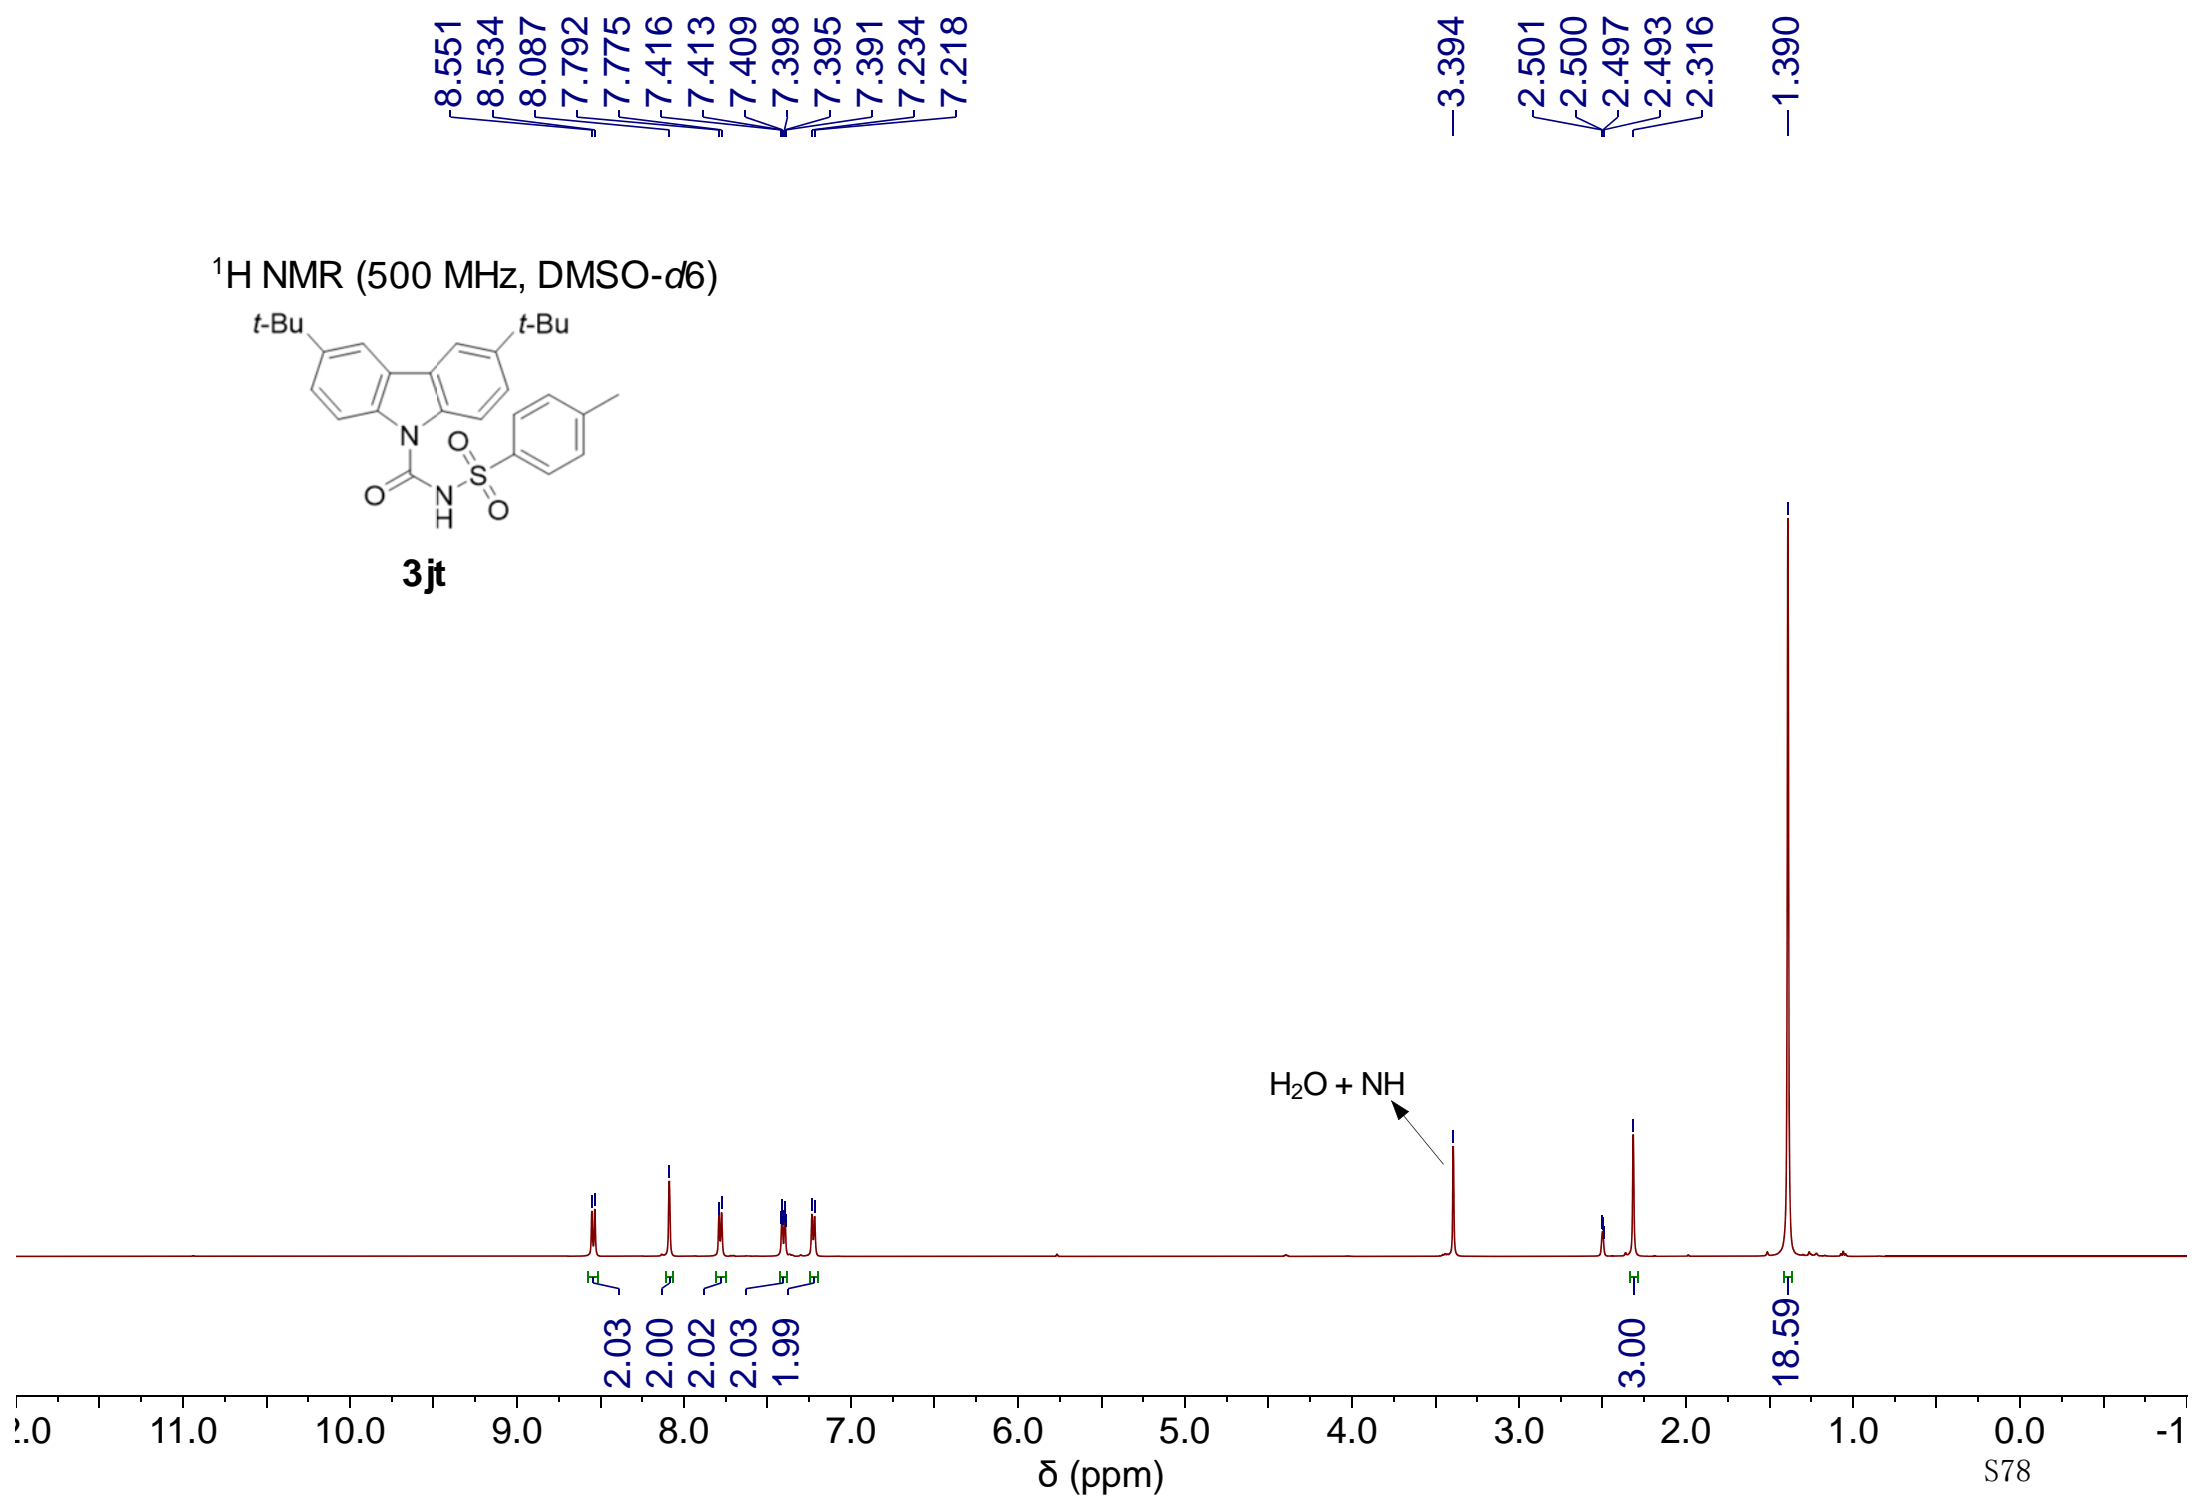 8.551
8.534
8.087
7.792
7.775
7.416
7.413
7.409
7.398
7.395
7.391
7.234
7.218
3.394
2.501
2.500
2.497
2.493
2.316
1.390
¹H NMR (500 MHz, DMSO-d6)
t-Bu
t-Bu
N
O
S
O
N
H
O
3jt
H₂O + NH
2.03
2.00
2.02
2.03
1.99
3.00
18.59
2.0 11.0 10.0 9.0 8.0 7.0 6.0 5.0 4.0 3.0 2.0 1.0 0.0 -1
δ (ppm)
S78